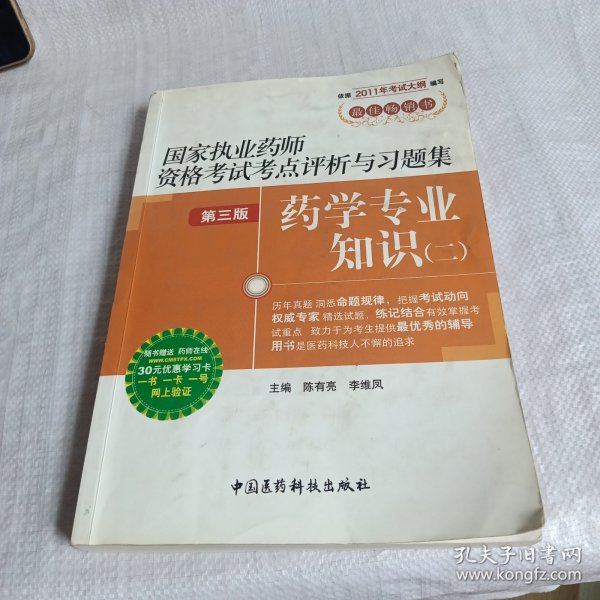 依据 2011年考试大纲 编写
最佳畅销书
国家执业药师
资格考试考点评析与习题集
第三版
药学专业
知识(二)
历年真题 洞悉命题规律，把握考试动向
权威专家 精选试题，练记结合有效掌握考
试重点 致力于为考生提供最优秀的辅导
用书是医药科技人不懈的追求
随书赠送 药师在线
WWW.CMSTPX.COM
30元优惠学习卡
一书 一卡 一号
网上验证
主编 陈有亮 李维凤
中国医药科技出版社
孔夫子旧书网
www.kongfz.com